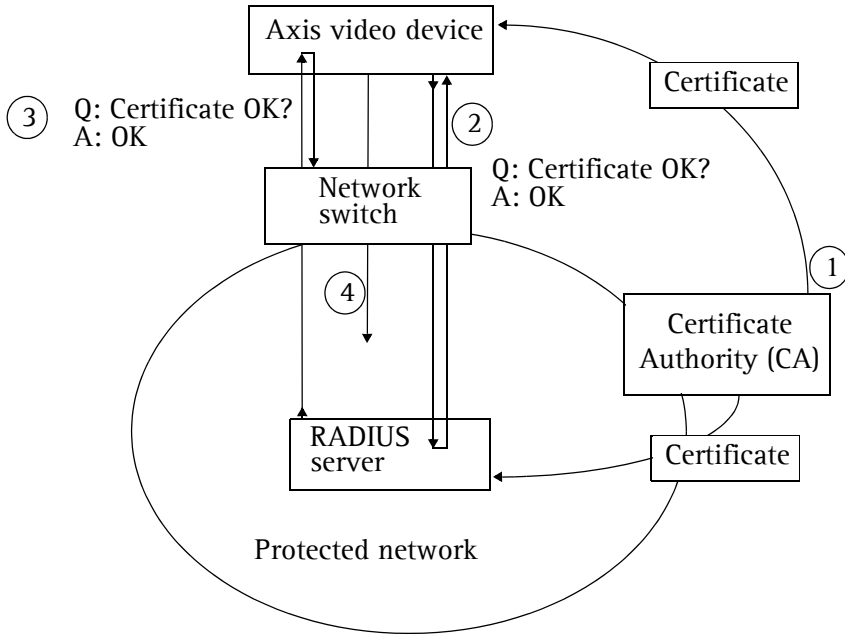 Axis video device
Certificate
3
Q: Certificate OK?
A: OK
2
Q: Certificate OK?
A: OK
Network
switch
1
4
Certificate
Authority (CA)
RADIUS
server
Certificate
Protected network